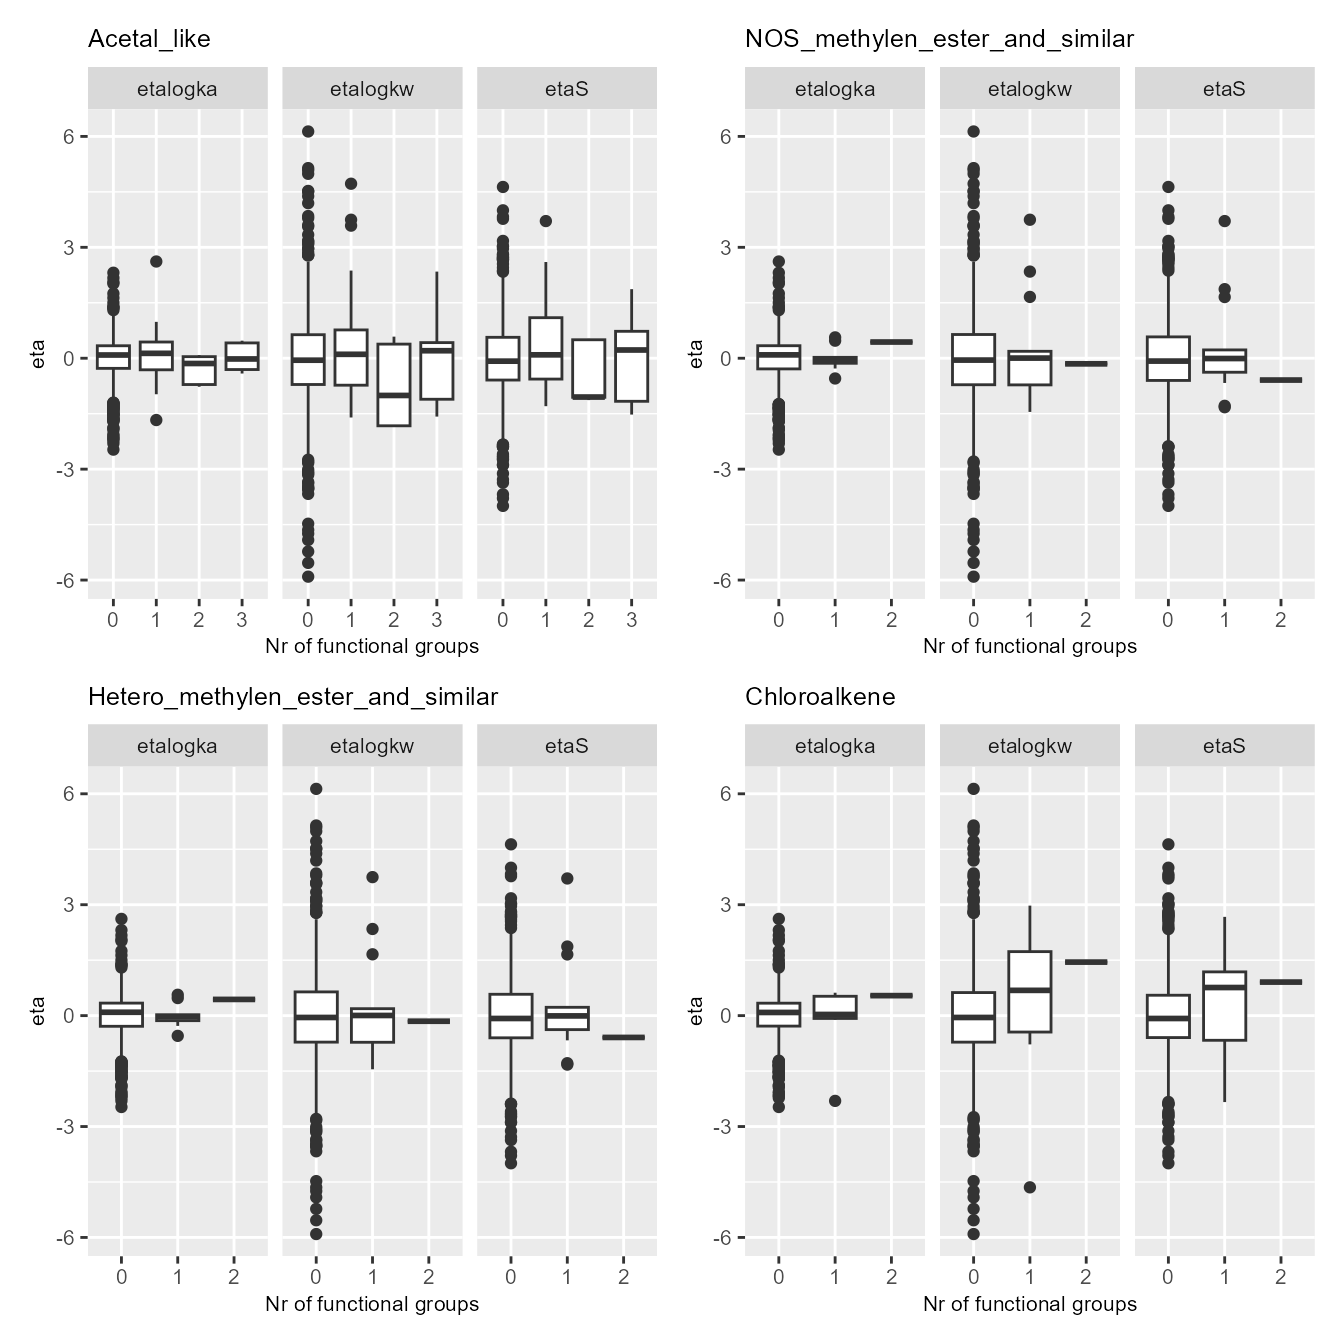 Acetal_like
etalogka etalogkw etaS
6
3
0
-3
-6
eta
0 1 2 3 0 1 2 3 0 1 2 3
Nr of functional groups
NOS_methylen_ester_and_similar
etalogka etalogkw etaS
6
3
0
-3
-6
eta
0 1 2 0 1 2 0 1 2
Nr of functional groups
Hetero_methylen_ester_and_similar
etalogka etalogkw etaS
6
3
0
-3
-6
eta
0 1 2 0 1 2 0 1 2
Nr of functional groups
Chloroalkene
etalogka etalogkw etaS
6
3
0
-3
-6
eta
0 1 2 0 1 2 0 1 2
Nr of functional groups